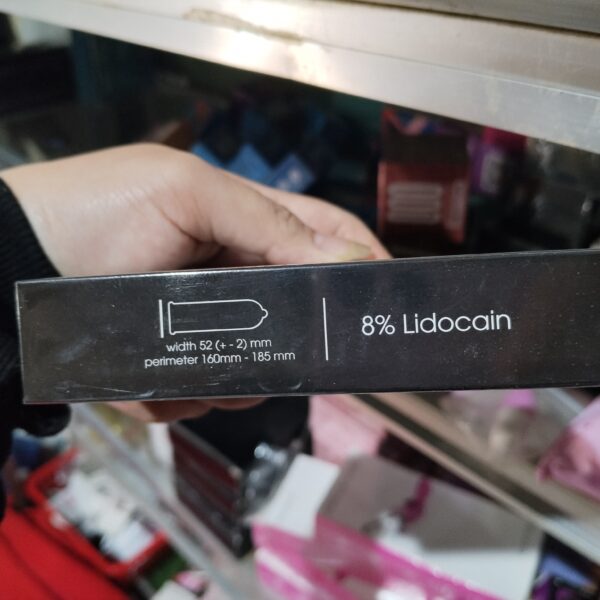 width 52 (+ - 2) mm
perimeter 160mm - 185 mm
8% Lidocain